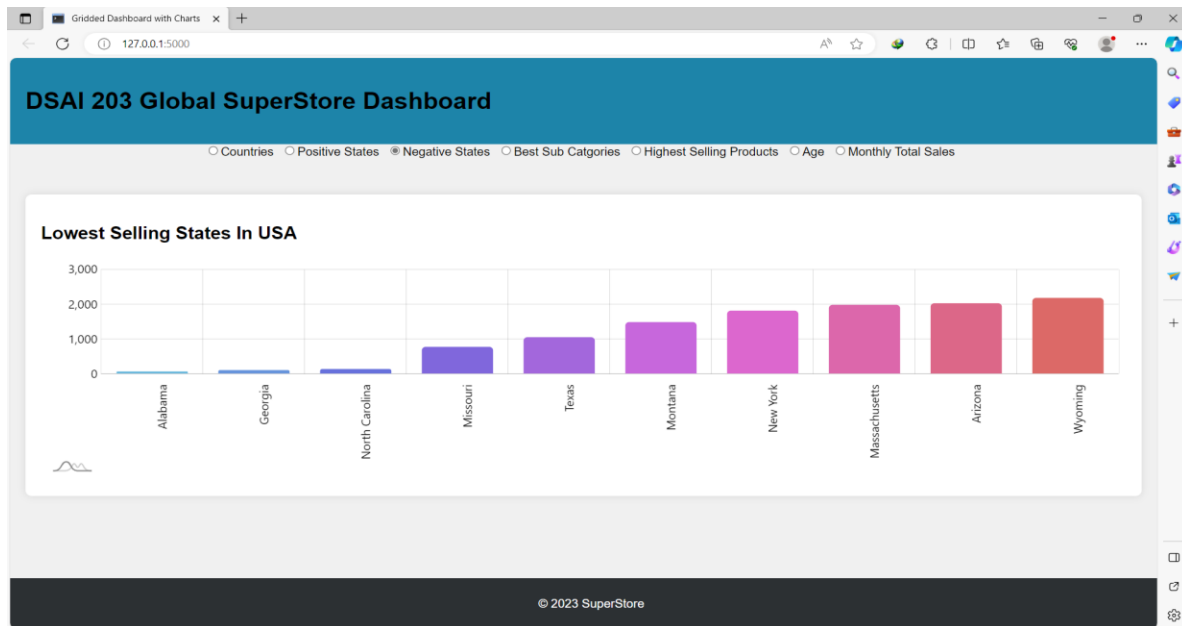 Gridded Dashboard with Charts
127.0.0.1:5000
DSAI 203 Global SuperStore Dashboard
Countries Positive States Negative States Best Sub Catgories Highest Selling Products Age Monthly Total Sales
Lowest Selling States In USA
3,000
2,000
1,000
0
Alabama
Georgia
North Carolina
Missouri
Texas
Montana
New York
Massachusetts
Arizona
Wyoming
© 2023 SuperStore